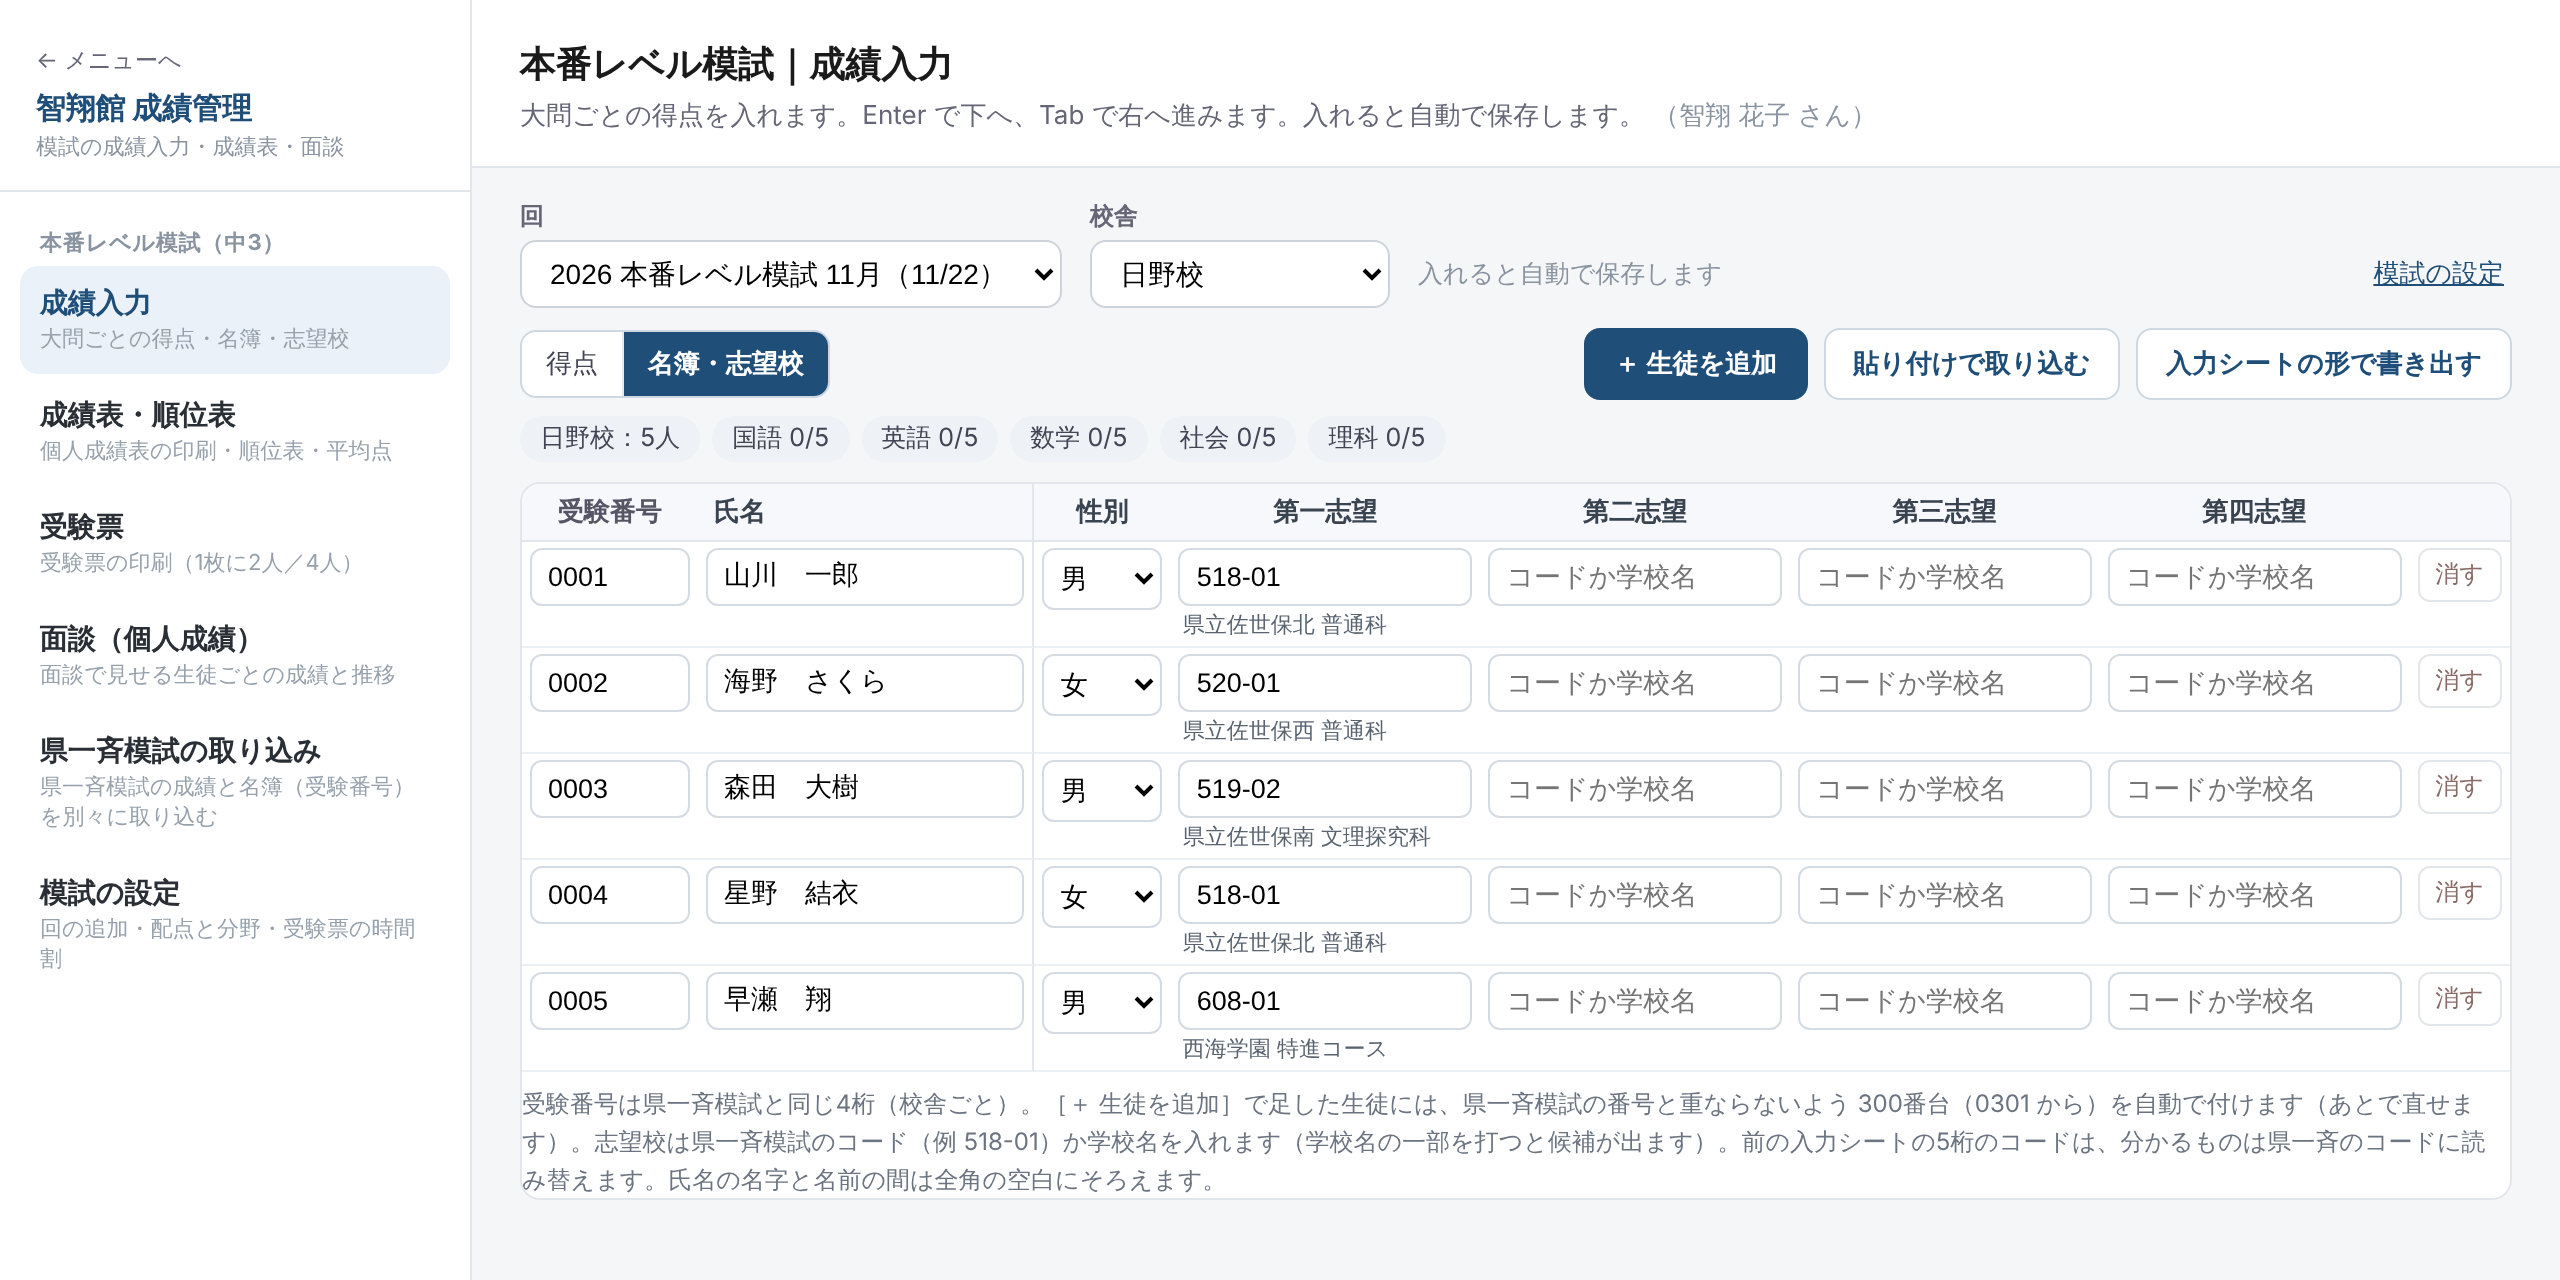 ← メニューへ
智翔館 成績管理
模試の成績入力・成績表・面談
本番レベル模試（中3）
成績入力
大問ごとの得点・名簿・志望校
成績表・順位表
個人成績表の印刷・順位表・平均点
受験票
受験票の印刷（1枚に2人／4人）
面談（個人成績）
面談で見せる生徒ごとの成績と推移
県一斉模試の取り込み
県一斉模試の成績と名簿（受験番号）
を別々に取り込む
模試の設定
回の追加・配点と分野・受験票の時間
割
本番レベル模試｜成績入力
大問ごとの得点を入れます。Enter で下へ、Tab で右へ進みます。入れると自動で保存します。 （智翔 花子 さん）
回 校舎
2026 本番レベル模試 11月（11/22） 日野校 入れると自動で保存します 模試の設定
得点 名簿・志望校 ＋ 生徒を追加 貼り付けで取り込む 入力シートの形で書き出す
日野校：5人 国語 0/5 英語 0/5 数学 0/5 社会 0/5 理科 0/5
受験番号 氏名 性別 第一志望 第二志望 第三志望 第四志望
0001 山川　一郎 男 518-01 コードか学校名 コードか学校名 コードか学校名 消す
県立佐世保北 普通科
0002 海野　さくら 女 520-01 コードか学校名 コードか学校名 コードか学校名 消す
県立佐世保西 普通科
0003 森田　大樹 男 519-02 コードか学校名 コードか学校名 コードか学校名 消す
県立佐世保南 文理探究科
0004 星野　結衣 女 518-01 コードか学校名 コードか学校名 コードか学校名 消す
県立佐世保北 普通科
0005 早瀬　翔 男 608-01 コードか学校名 コードか学校名 コードか学校名 消す
西海学園 特進コース
受験番号は県一斉模試と同じ4桁（校舎ごと）。［＋ 生徒を追加］で足した生徒には、県一斉模試の番号と重ならないよう 300番台（0301 から）を自動で付けます（あとで直せま
す）。志望校は県一斉模試のコード（例 518-01）か学校名を入れます（学校名の一部を打つと候補が出ます）。前の入力シートの5桁のコードは、分かるものは県一斉のコードに読
み替えます。氏名の名字と名前の間は全角の空白にそろえます。